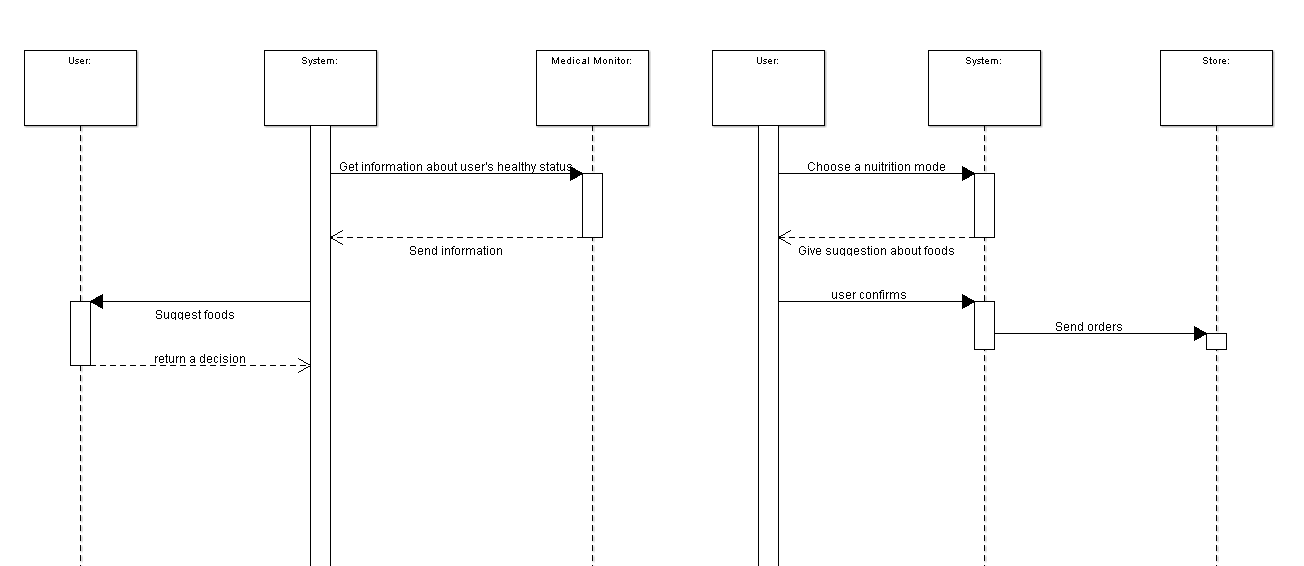 User:
System:
Medical Monitor:
User:
System:
Store:
Get information about user's healthy status
Choose a nuitrition mode
Send information
Give suggestion about foods
user confirms
Suggest foods
Send orders
return a decision